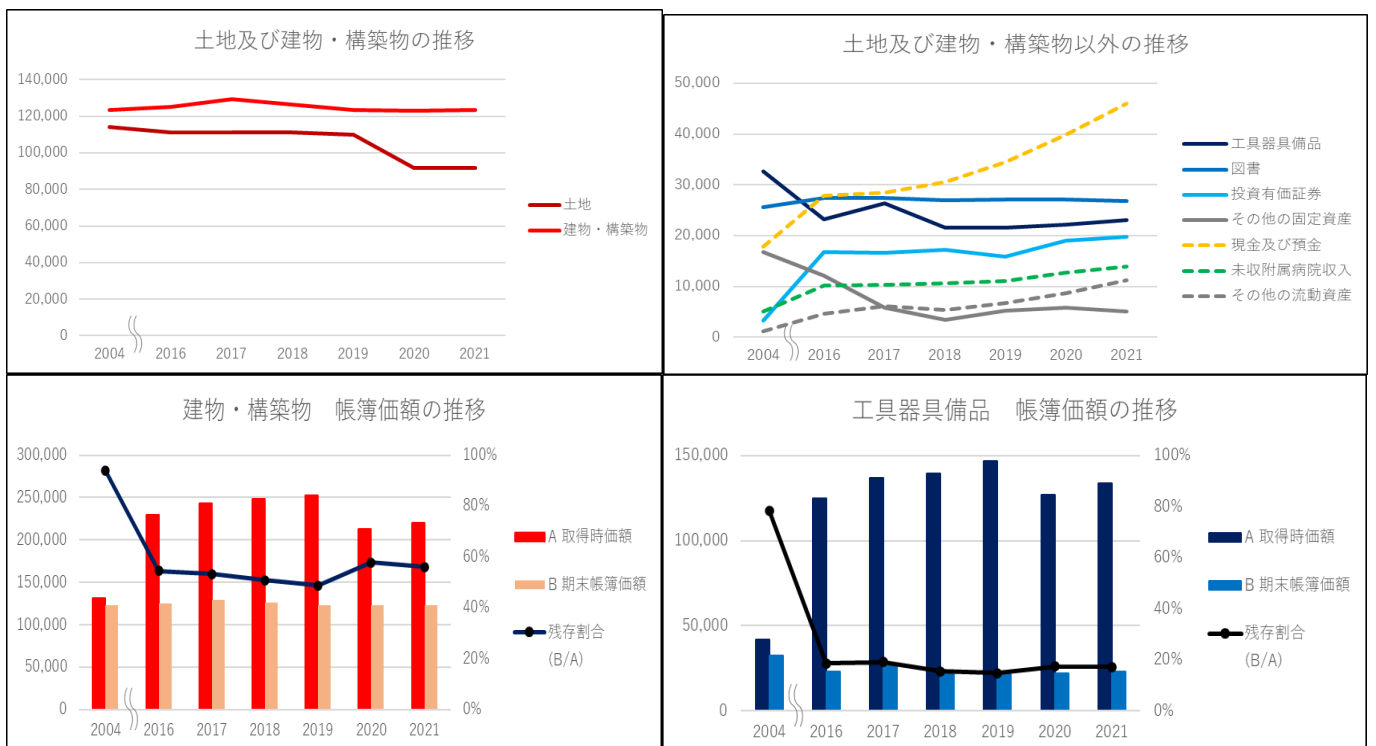 土地及び建物・構築物の推移
140,000
120,000
100,000
80,000
60,000
40,000
20,000
0
2004 2016 2017 2018 2019 2020 2021
土地
建物・構築物
土地及び建物・構築物以外の推移
50,000
40,000
30,000
20,000
10,000
0
2004 2016 2017 2018 2019 2020 2021
工具器具備品
図書
投資有価証券
その他の固定資産
現金及び預金
未収附属病院収入
その他の流動資産
建物・構築物 帳簿価額の推移
300,000
250,000
200,000
150,000
100,000
50,000
0
100%
80%
60%
40%
20%
0%
2004 2016 2017 2018 2019 2020 2021
A 取得時価額
B 期末帳簿価額
残存割合
(B/A)
工具器具備品 帳簿価額の推移
150,000
100,000
50,000
0
100%
80%
60%
40%
20%
0%
2004 2016 2017 2018 2019 2020 2021
A 取得時価額
B 期末帳簿価額
残存割合
(B/A)